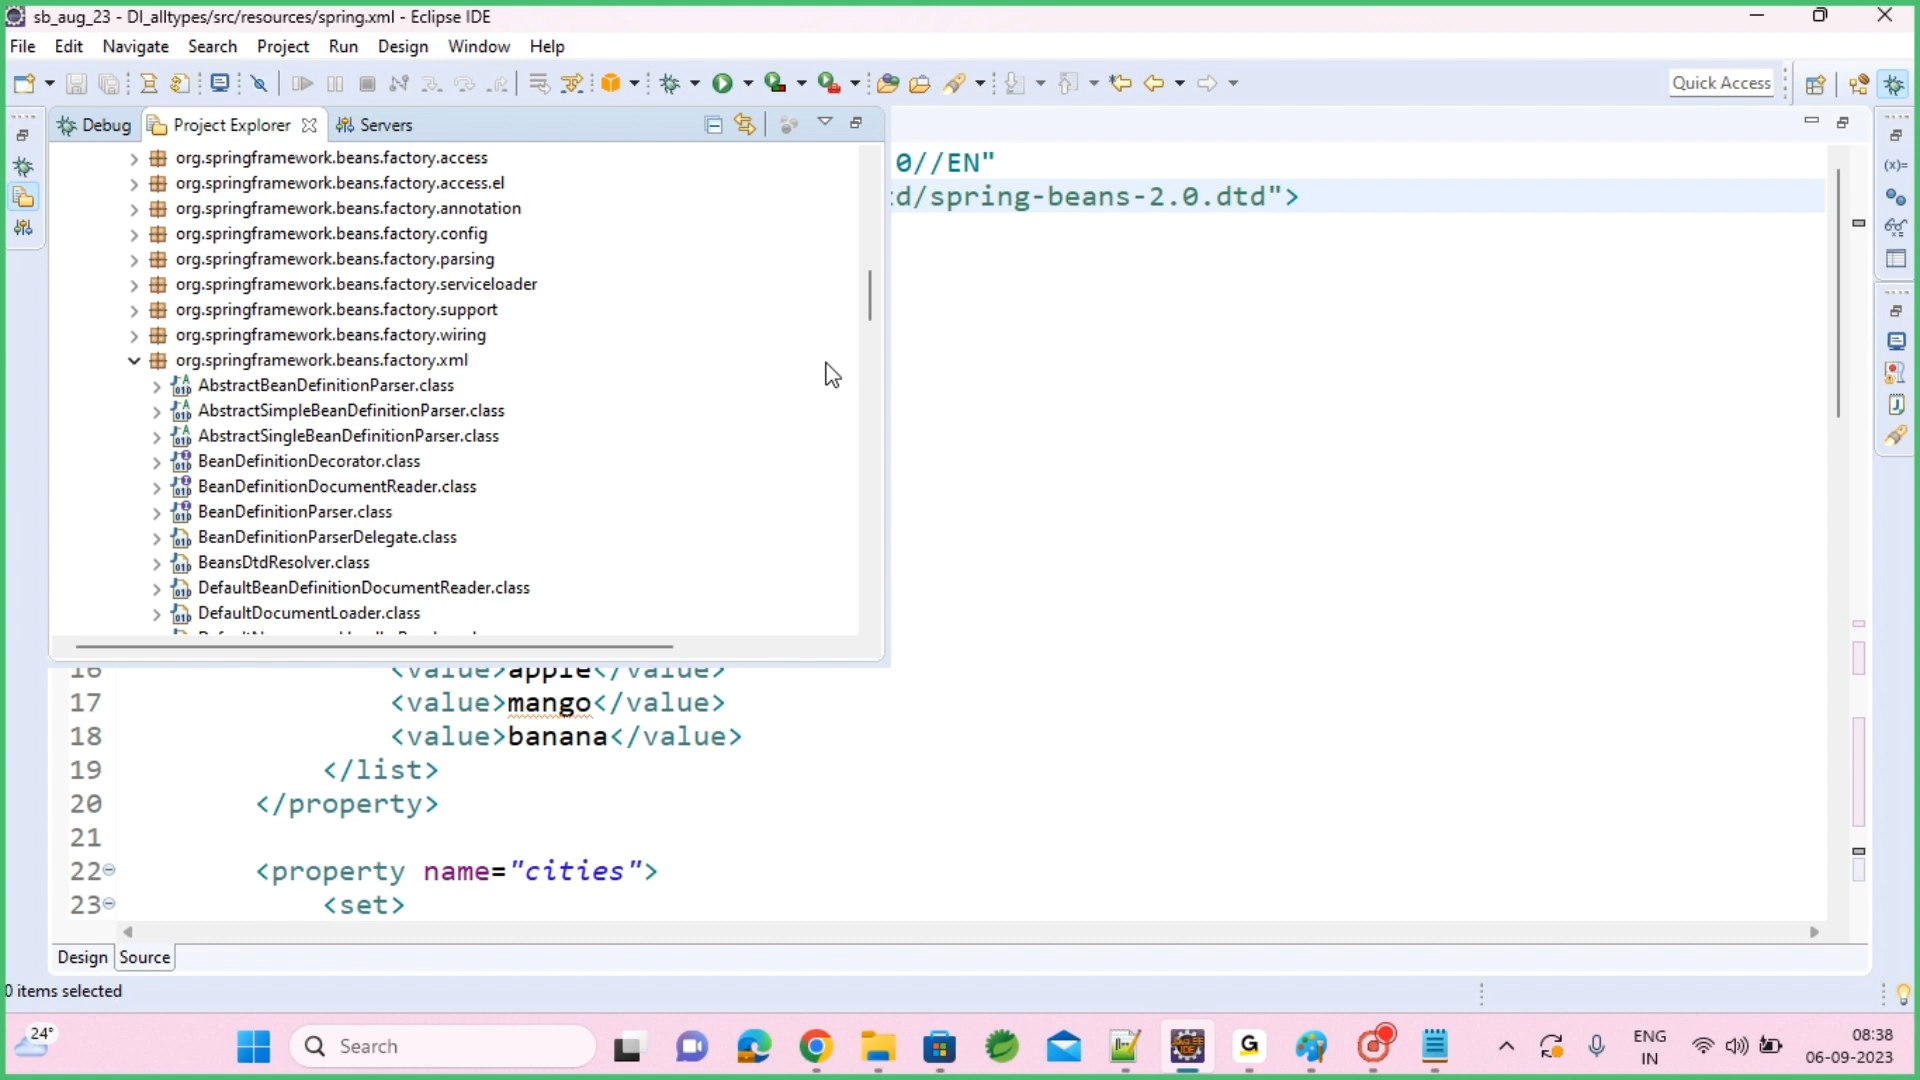 sb_aug_23 - DI_alltypes/src/resources/spring.xml - Eclipse IDE
File Edit Navigate Search Project Run Design Window Help
Quick Access
Debug Project Explorer Servers
org.springframework.beans.factory.access
org.springframework.beans.factory.access.el
org.springframework.beans.factory.annotation
org.springframework.beans.factory.config
org.springframework.beans.factory.parsing
org.springframework.beans.factory.serviceloader
org.springframework.beans.factory.support
org.springframework.beans.factory.wiring
org.springframework.beans.factory.xml
AbstractBeanDefinitionParser.class
AbstractSimpleBeanDefinitionParser.class
AbstractSingleBeanDefinitionParser.class
BeanDefinitionDecorator.class
BeanDefinitionDocumentReader.class
BeanDefinitionParser.class
BeanDefinitionParserDelegate.class
BeansDtdResolver.class
DefaultBeanDefinitionDocumentReader.class
DefaultDocumentLoader.class
0//EN"
d/spring-beans-2.0.dtd">
16 <value>apple</value>
17 <value>mango</value>
18 <value>banana</value>
19 </list>
20 </property>
21
22 <property name="cities">
23 <set>
Design Source
0 items selected
24°
Search
ENG
IN
08:38
06-09-2023